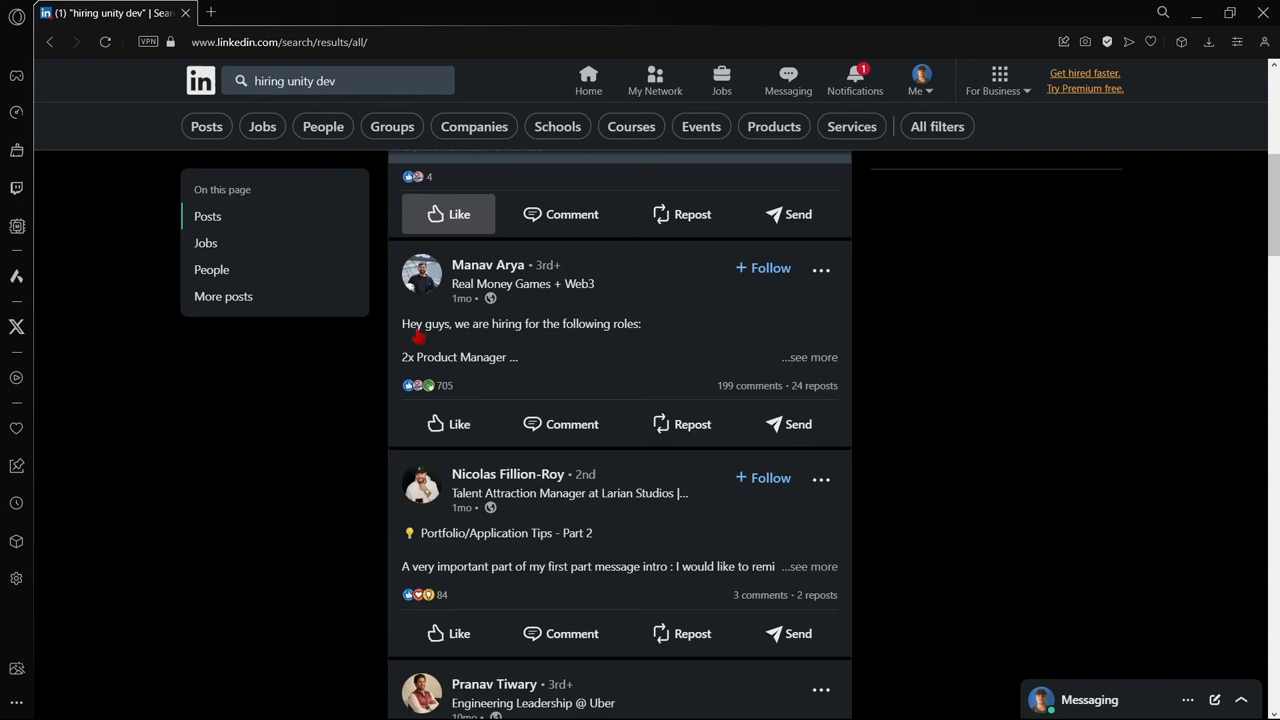 (1) "hiring unity dev" | Sear
VPN
www.linkedin.com/search/results/all/
in
hiring unity dev
Home
My Network
Jobs
Messaging
1
Notifications
Me
For Business
Get hired faster.
Try Premium free.
Posts
Jobs
People
Groups
Companies
Schools
Courses
Events
Products
Services
All filters
On this page
Posts
Jobs
People
More posts
4
Like
Comment
Repost
Send
Manav Arya • 3rd+
Real Money Games + Web3
1mo •
+ Follow
Hey guys, we are hiring for the following roles:
2x Product Manager ...
...see more
705
199 comments • 24 reposts
Like
Comment
Repost
Send
Nicolas Fillion-Roy • 2nd
Talent Attraction Manager at Larian Studios |...
1mo •
+ Follow
Portfolio/Application Tips - Part 2
A very important part of my first part message intro : I would like to remi ...see more
84
3 comments • 2 reposts
Like
Comment
Repost
Send
Pranav Tiwary • 3rd+
Engineering Leadership @ Uber
10mo •
Messaging